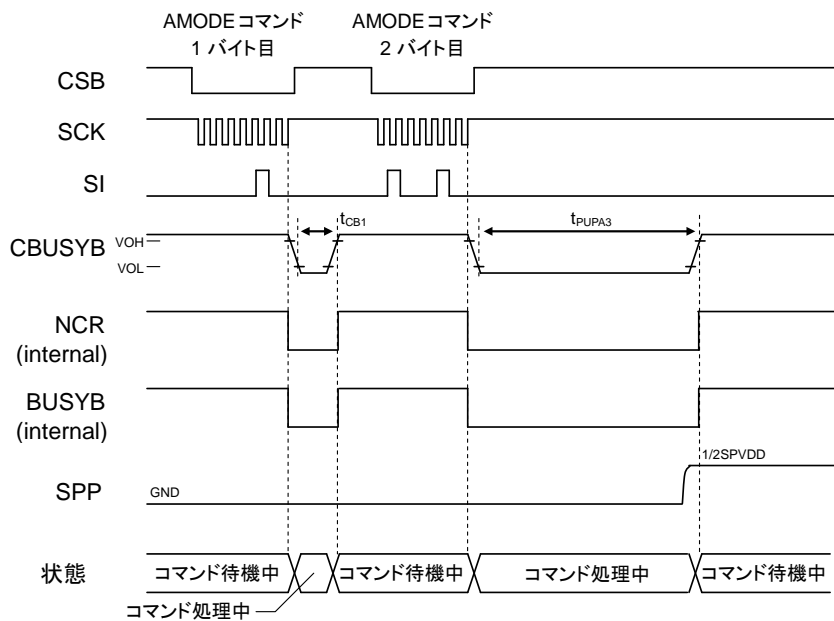 AMODEコマンド
1 バイト目
AMODEコマンド
2 バイト目
CSB
SCK
SI
tCB1
tPUPA3
CBUSYB
VOH
VOL
NCR
(internal)
BUSYB
(internal)
SPP
GND
1/2SPVDD
状態
コマンド待機中
コマンド待機中
コマンド処理中
コマンド待機中
コマンド処理中